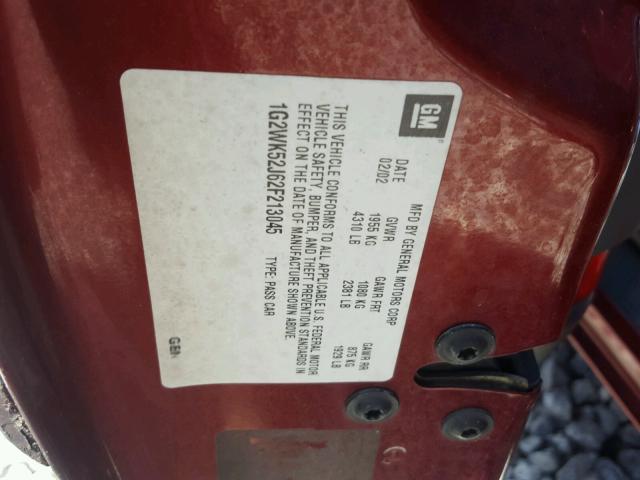 GM
MFD BY GENERAL MOTORS CORP
DATE GVWR GAWR FRT GAWR RR
02/02 1955 KG 1080 KG 875 KG
4310 LB 2381 LB 1929 LB
THIS VEHICLE CONFORMS TO ALL APPLICABLE U.S. FEDERAL MOTOR
VEHICLE SAFETY, BUMPER, AND THEFT PREVENTION STANDARDS IN
EFFECT ON THE DATE OF MANUFACTURE SHOWN ABOVE.
1G2WK52J62F213045 TYPE: PASS CAR